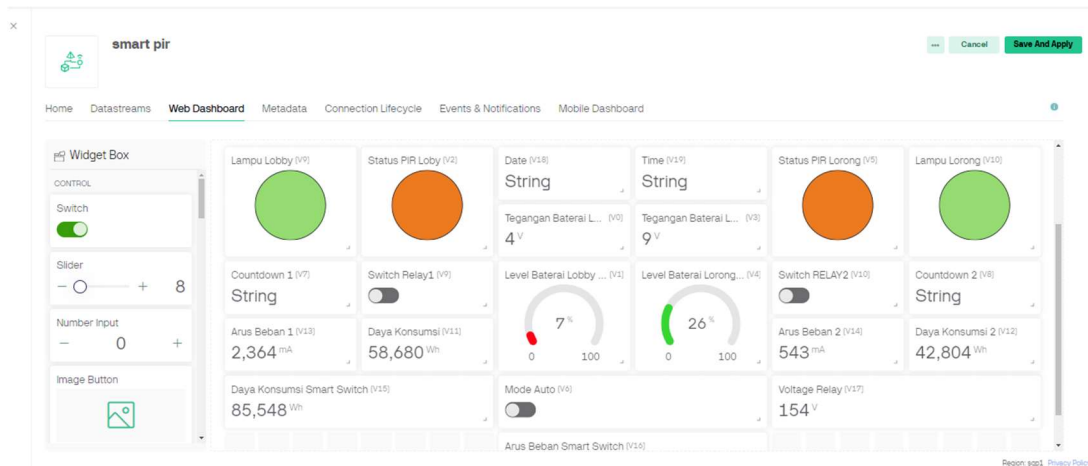 smart pir
Cancel
Save And Apply
Home Datastreams Web Dashboard Metadata Connection Lifecycle Events & Notifications Mobile Dashboard
Widget Box
CONTROL
Switch
Slider
− + 8
Number Input
− 0 +
Image Button
Lampu Lobby (V9)
Status PIR Loby (V2)
Date (V18)
String
Time (V19)
String
Status PIR Lorong (V5)
Lampu Lorong (V10)
Tegangan Baterai L... (V0)
4 V
Tegangan Baterai L... (V3)
9 V
Countdown 1 (V7)
String
Switch Relay1 (V9)
Level Baterai Lobby ... (V1)
7 %
0 100
Level Baterai Lorong... (V4)
26 %
0 100
Switch RELAY2 (V10)
Countdown 2 (V8)
String
Arus Beban 1 (V13)
2,364 mA
Daya Konsumsi (V11)
58,680 Wh
Arus Beban 2 (V14)
543 mA
Daya Konsumsi 2 (V12)
42,804 Wh
Daya Konsumsi Smart Switch (V15)
85,548 Wh
Mode Auto (V6)
Voltage Relay (V17)
154 V
Arus Beban Smart Switch (V16)
Region: sgp1 Privacy Policy